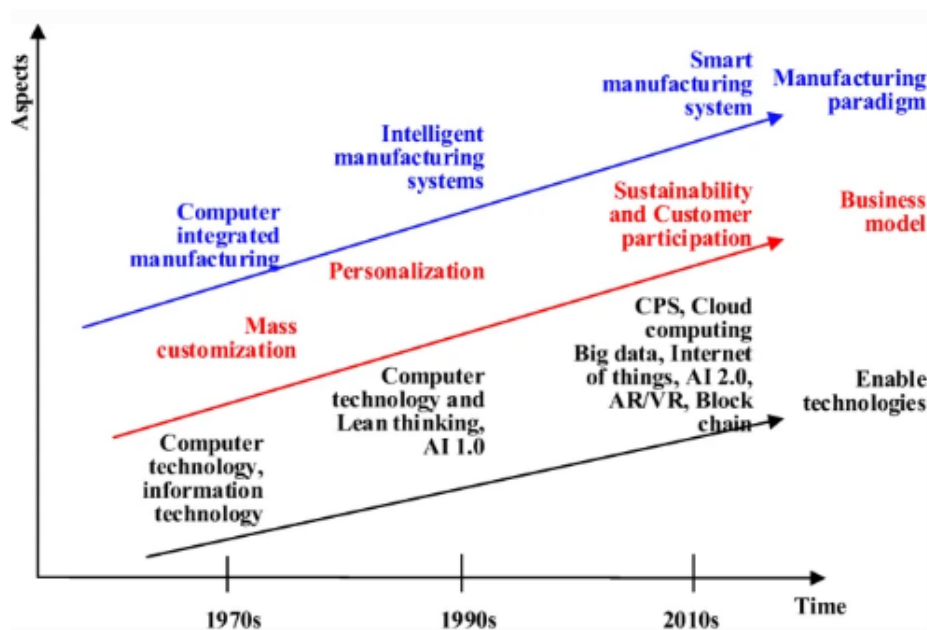 Aspects
Smart
manufacturing
system
Manufacturing
paradigm
Intelligent
manufacturing
systems
Computer
integrated
manufacturing
Sustainability
and Customer
participation
Business
model
Personalization
Mass
customization
CPS, Cloud
computing
Big data, Internet
of things, AI 2.0,
AR/VR, Block
chain
Enable
technologies
Computer
technology and
Lean thinking,
AI 1.0
Computer
technology,
information
technology
Time
1970s
1990s
2010s